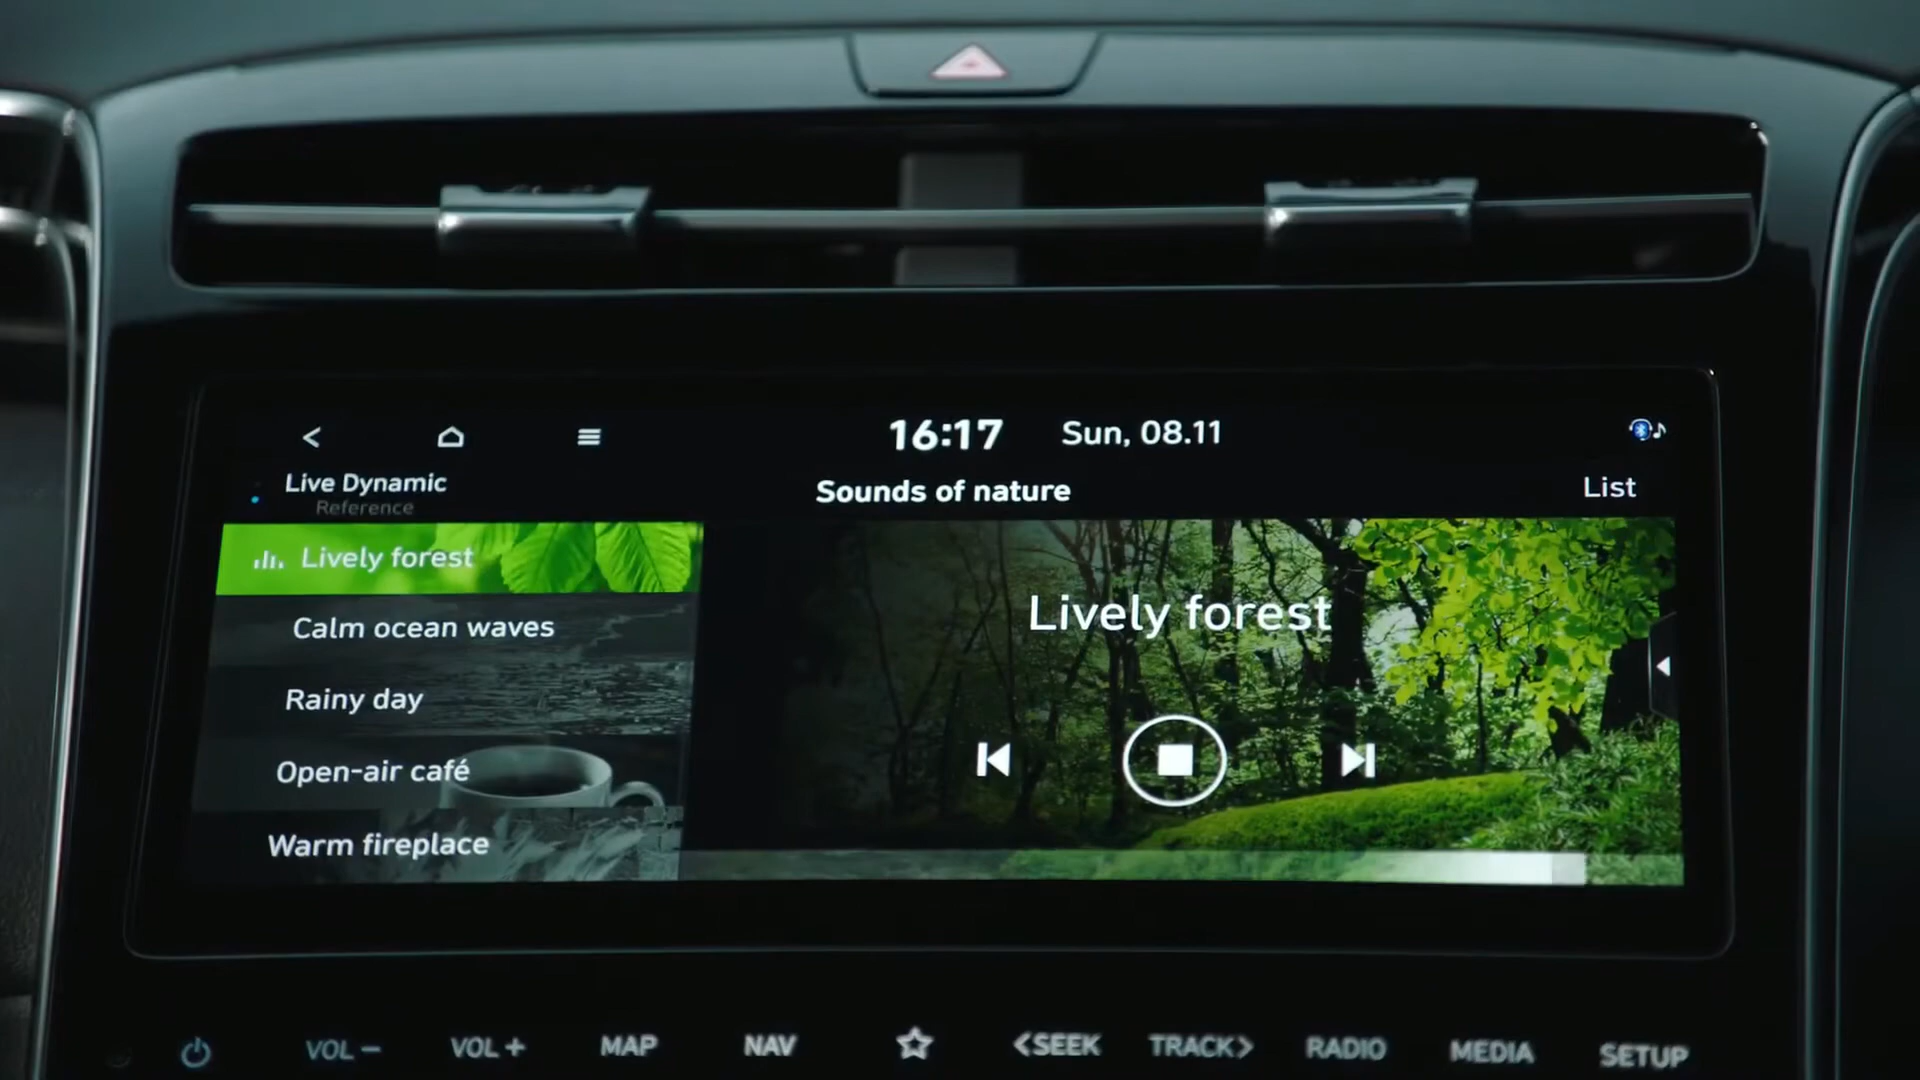 16:17 Sun, 08.11
Live Dynamic
Reference
Sounds of nature
List
Lively forest
Calm ocean waves
Rainy day
Open-air café
Warm fireplace
Lively forest
VOL − VOL + MAP NAV <SEEK TRACK> RADIO MEDIA SETUP